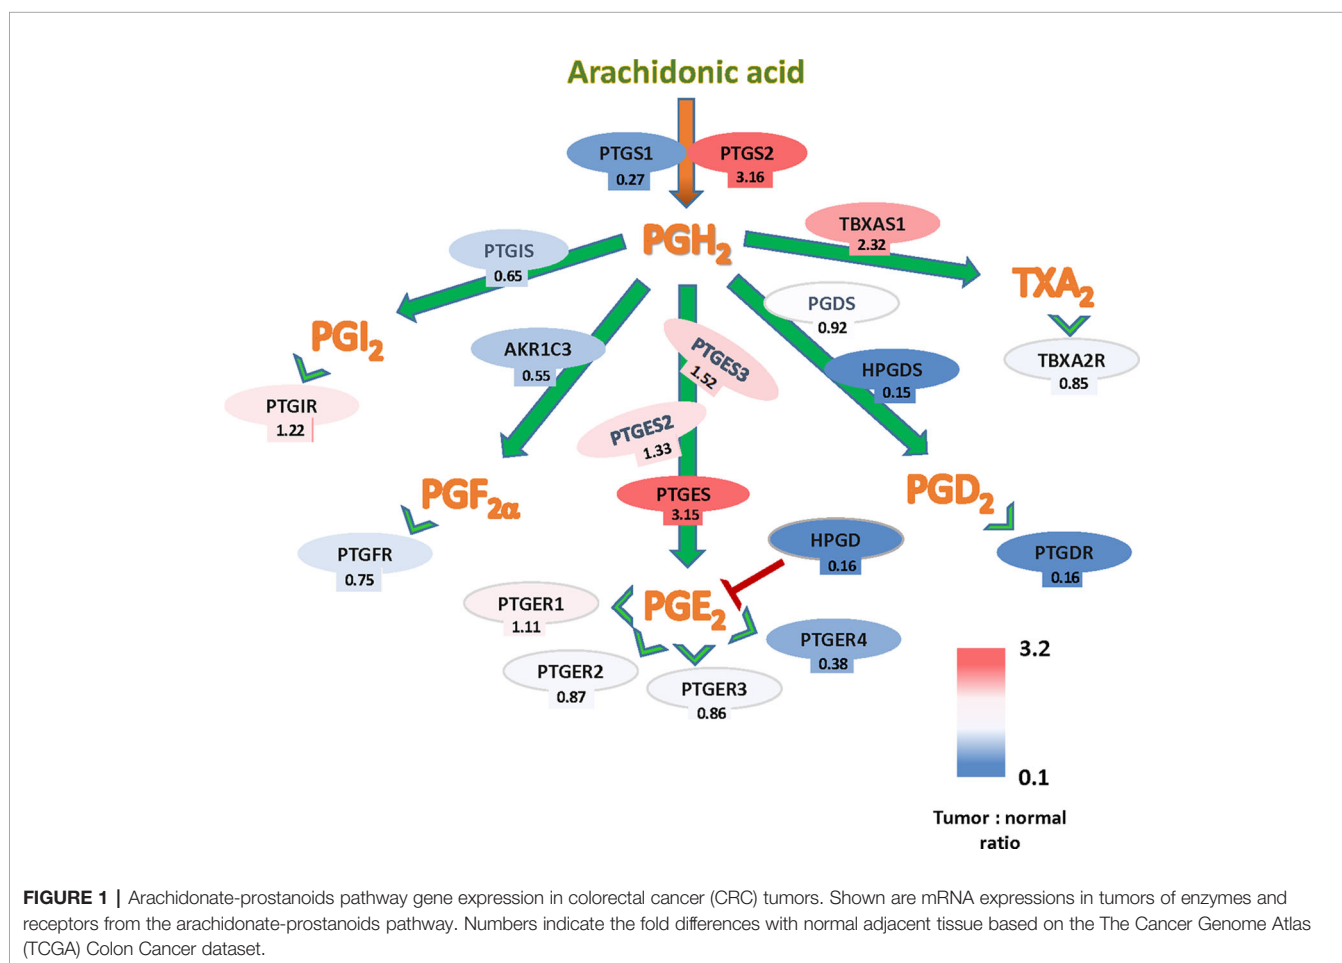 Arachidonic acid
PTGS1
0.27
PTGS2
3.16
PGH2
TBXAS1
2.32
PTGIS
0.65
TXA2
PGDS
0.92
PGI2
AKR1C3
0.55
PTGES3
1.52
HPGDS
0.15
TBXA2R
0.85
PTGIR
1.22
PTGES2
1.33
PGF2α
PTGES
3.15
PGD2
PTGFR
0.75
HPGD
0.16
PTGDR
0.16
PTGER1
1.11
PGE2
PTGER4
0.38
PTGER2
0.87
PTGER3
0.86
3.2
0.1
Tumor : normal
ratio
FIGURE 1 | Arachidonate-prostanoids pathway gene expression in colorectal cancer (CRC) tumors. Shown are mRNA expressions in tumors of enzymes and
receptors from the arachidonate-prostanoids pathway. Numbers indicate the fold differences with normal adjacent tissue based on the The Cancer Genome Atlas
(TCGA) Colon Cancer dataset.